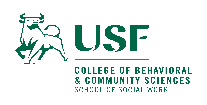 USF
COLLEGE OF BEHAVIORAL
& COMMUNITY SCIENCES
SCHOOL OF SOCIAL WORK